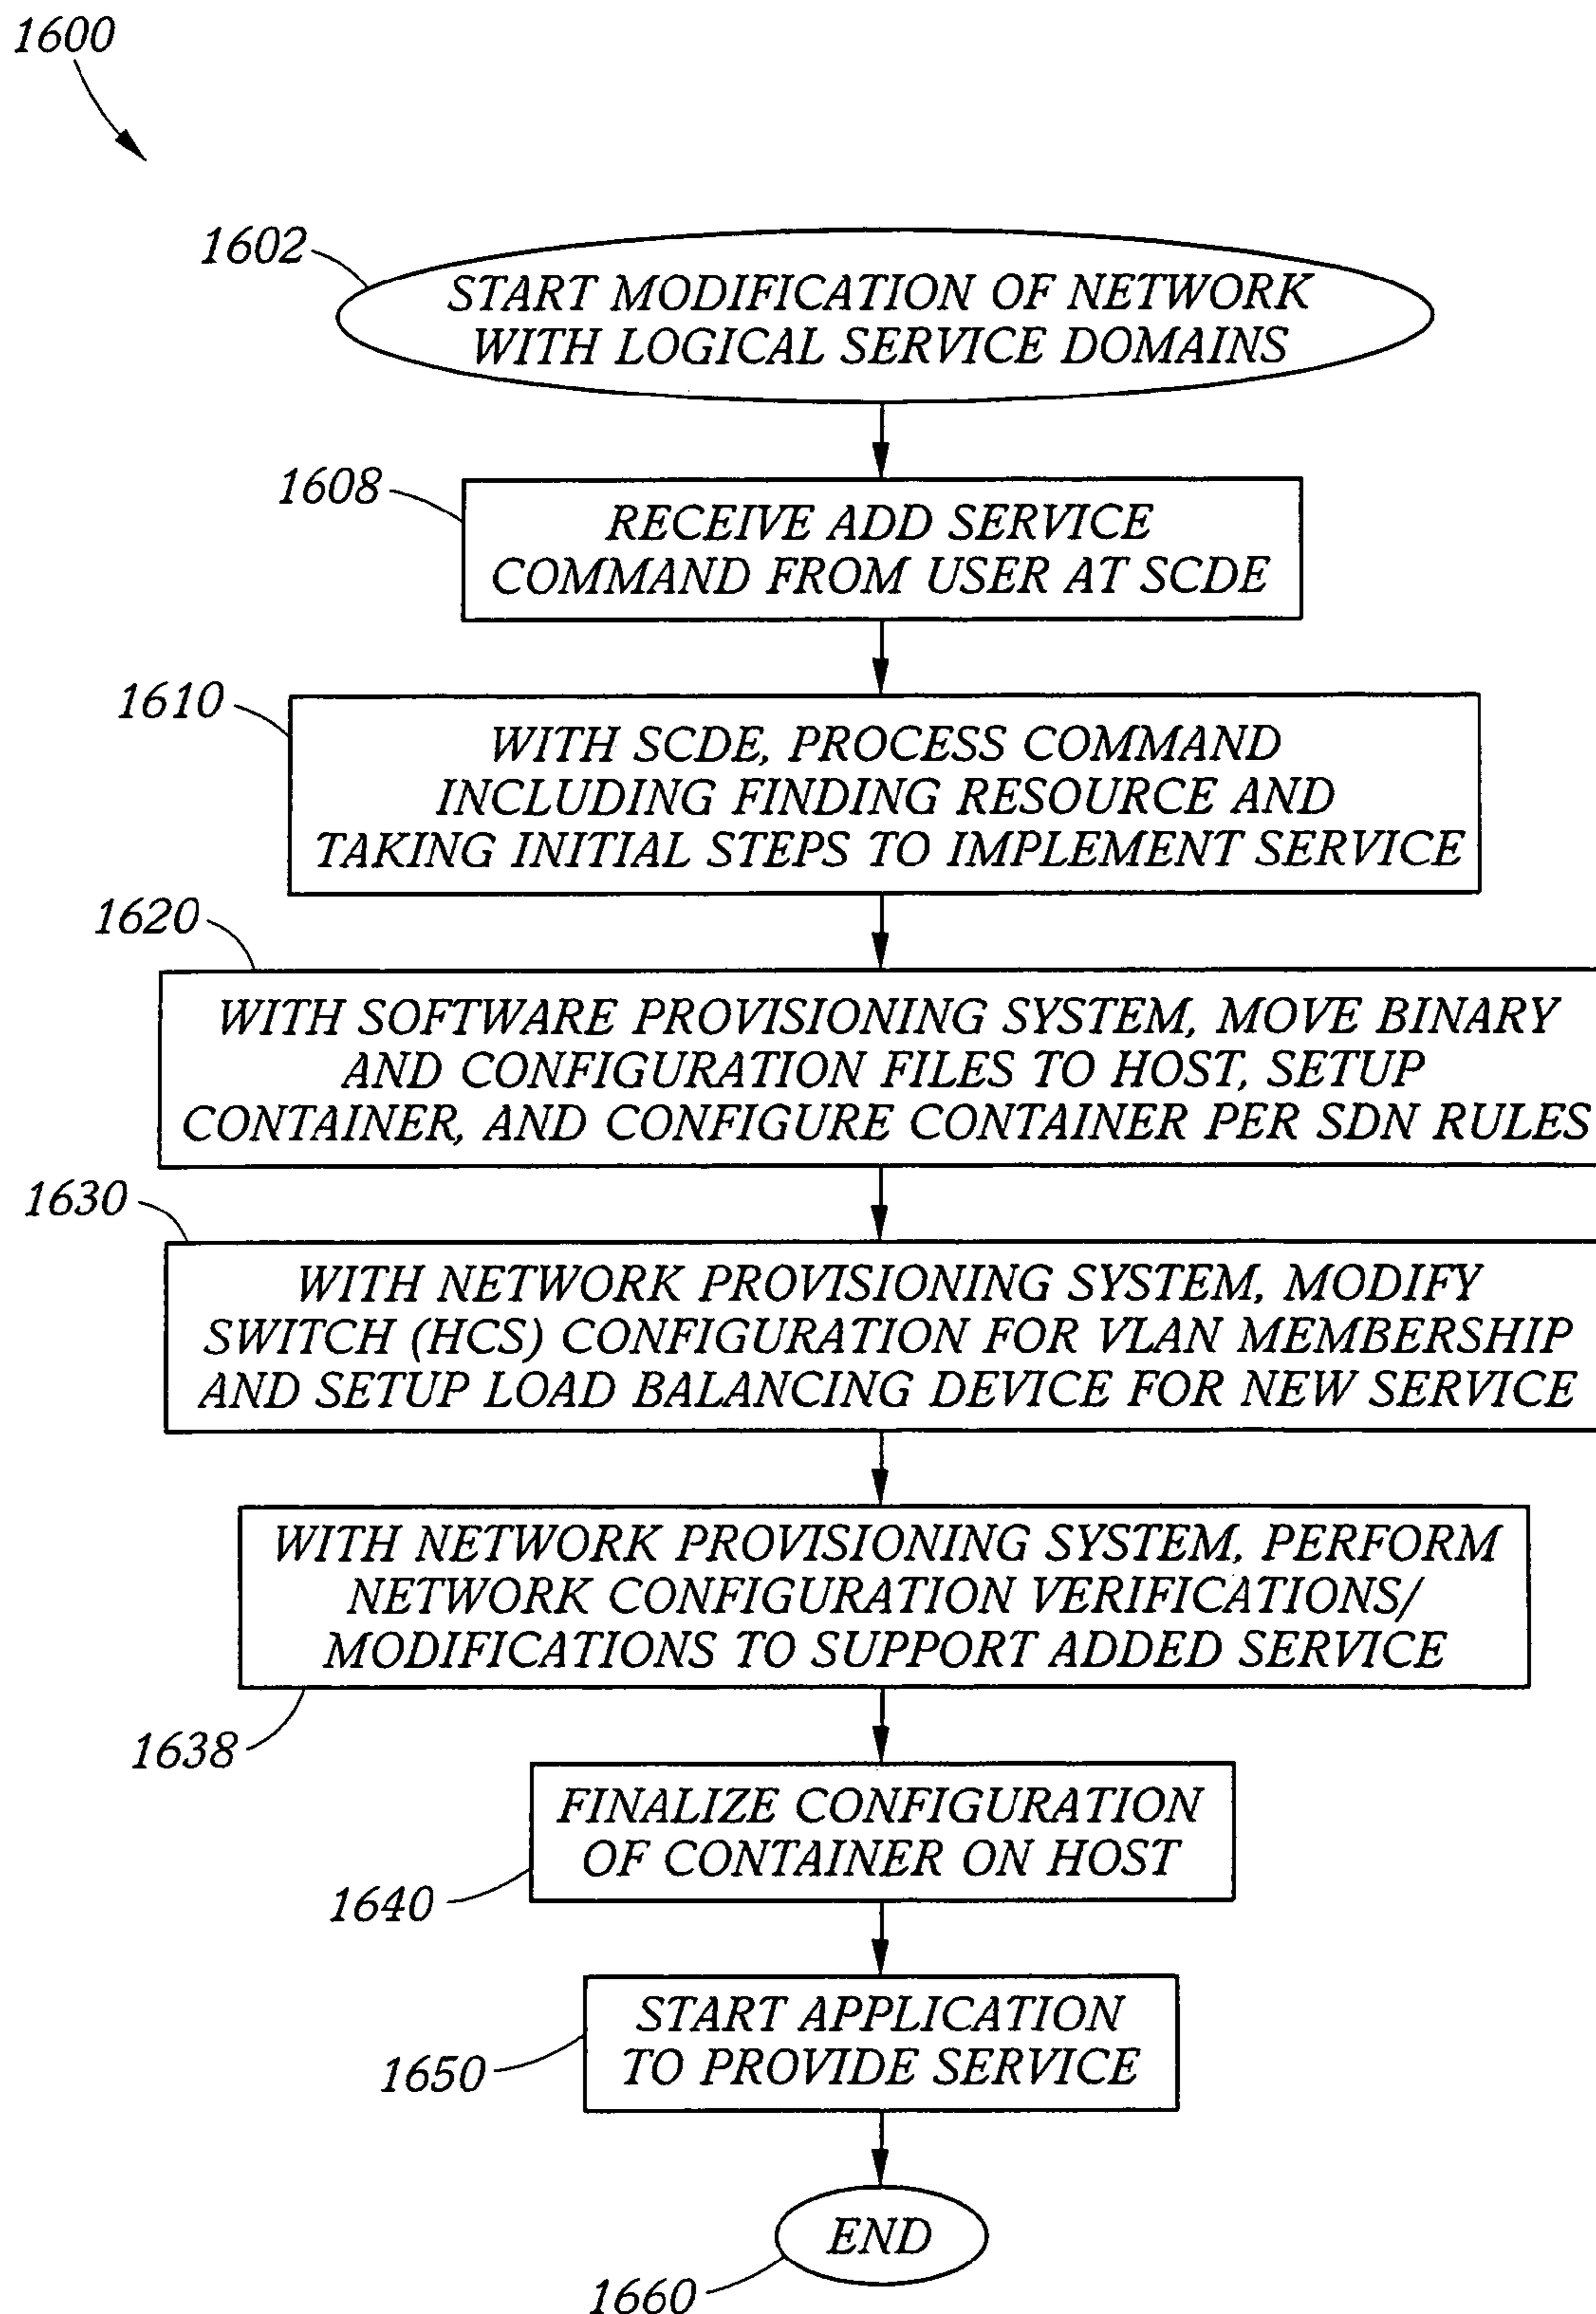 1600
1602
START MODIFICATION OF NETWORK
WITH LOGICAL SERVICE DOMAINS
1608
RECEIVE ADD SERVICE
COMMAND FROM USER AT SCDE
1610
WITH SCDE, PROCESS COMMAND
INCLUDING FINDING RESOURCE AND
TAKING INITIAL STEPS TO IMPLEMENT SERVICE
1620
WITH SOFTWARE PROVISIONING SYSTEM, MOVE BINARY
AND CONFIGURATION FILES TO HOST, SETUP
CONTAINER, AND CONFIGURE CONTAINER PER SDN RULES
1630
WITH NETWORK PROVISIONING SYSTEM, MODIFY
SWITCH (HCS) CONFIGURATION FOR VLAN MEMBERSHIP
AND SETUP LOAD BALANCING DEVICE FOR NEW SERVICE
WITH NETWORK PROVISIONING SYSTEM, PERFORM
NETWORK CONFIGURATION VERIFICATIONS/
MODIFICATIONS TO SUPPORT ADDED SERVICE
1638
FINALIZE CONFIGURATION
OF CONTAINER ON HOST
1640
START APPLICATION
TO PROVIDE SERVICE
1650
END
1660